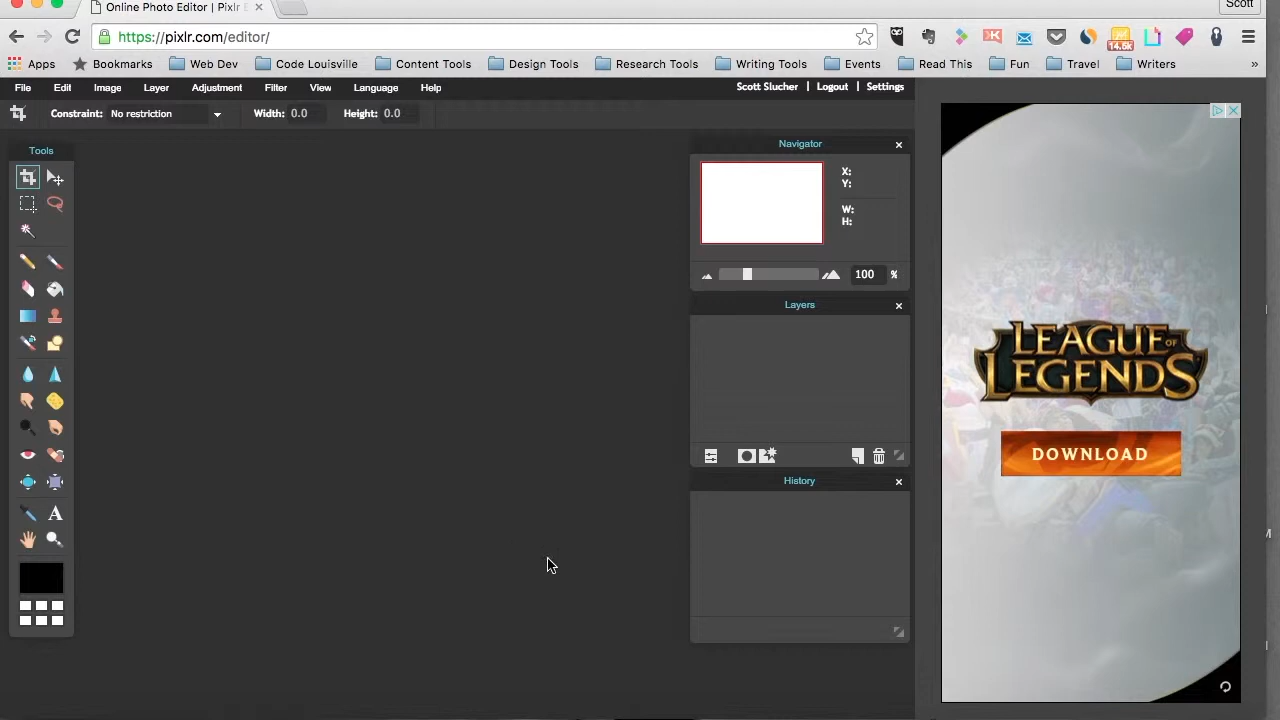 Online Photo Editor | Pixlr E
Scott
https://pixlr.com/editor/
14.5k
Apps Bookmarks Web Dev Code Louisville Content Tools Design Tools Research Tools Writing Tools Events Read This Fun Travel Writers »
File Edit Image Layer Adjustment Filter View Language Help Scott Slucher | Logout | Settings
Constraint: No restriction Width: 0.0 Height: 0.0
Tools
Navigator
X:
Y:
W:
H:
100 %
Layers
History
LEAGUE OF
LEGENDS
DOWNLOAD